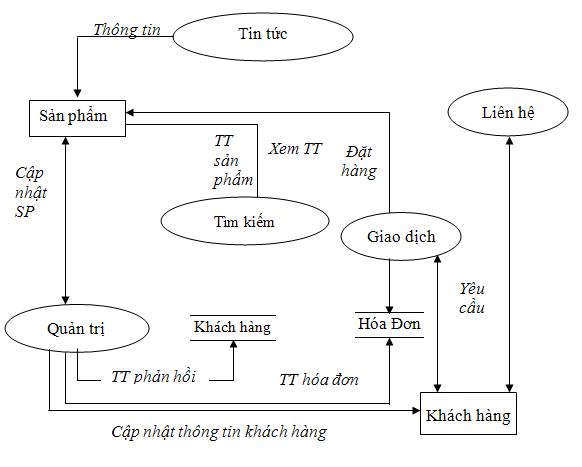 Thông tin
Tin tức
Sản phẩm
Liên hệ
TT
sản
phẩm
Xem TT
Đặt
hàng
Cập
nhật
SP
Tìm kiếm
Giao dịch
Yêu
cầu
Quản trị
Khách hàng
Hóa Đơn
TT phản hồi
TT hóa đơn
Khách hàng
Cập nhật thông tin khách hàng